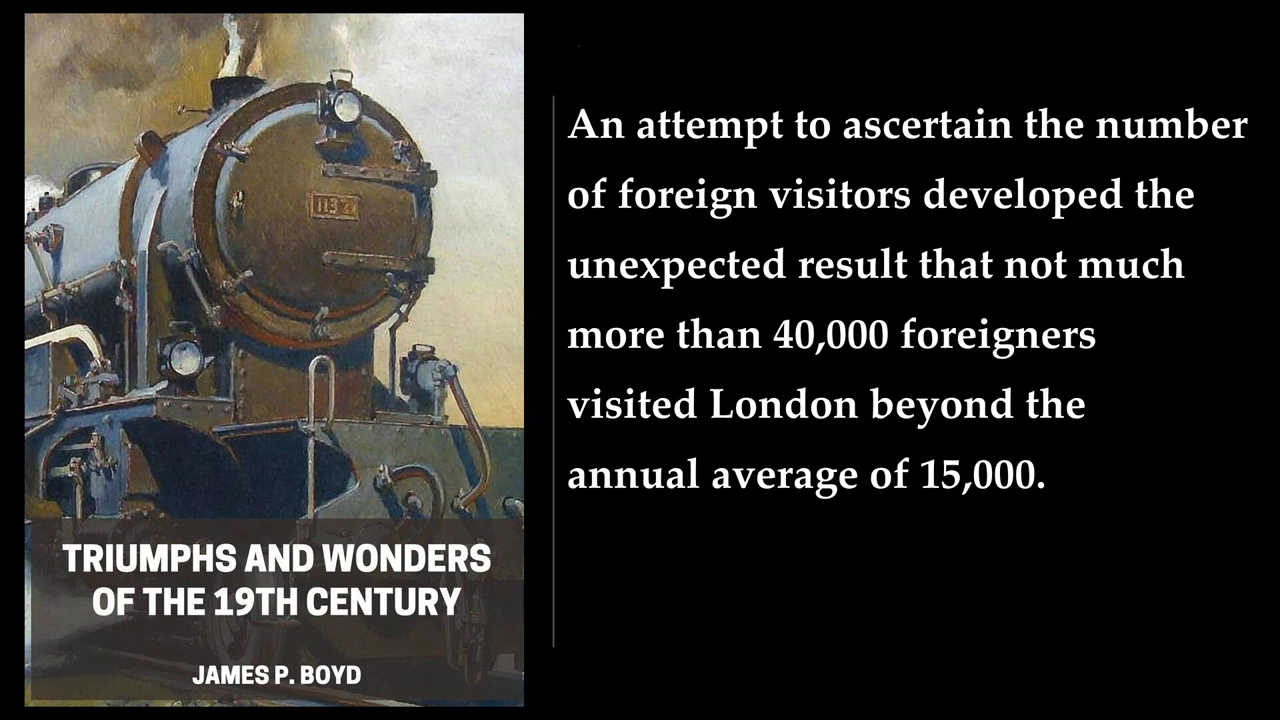 An attempt to ascertain the number
of foreign visitors developed the
unexpected result that not much
more than 40,000 foreigners
visited London beyond the
annual average of 15,000.
TRIUMPHS AND WONDERS
OF THE 19TH CENTURY
JAMES P. BOYD